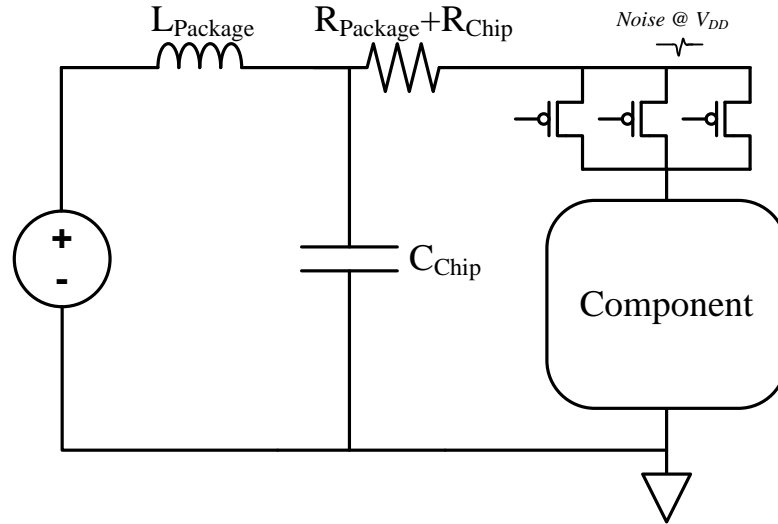 L_Package
R_Package+R_Chip
Noise @ V_DD
+
-
C_Chip
Component